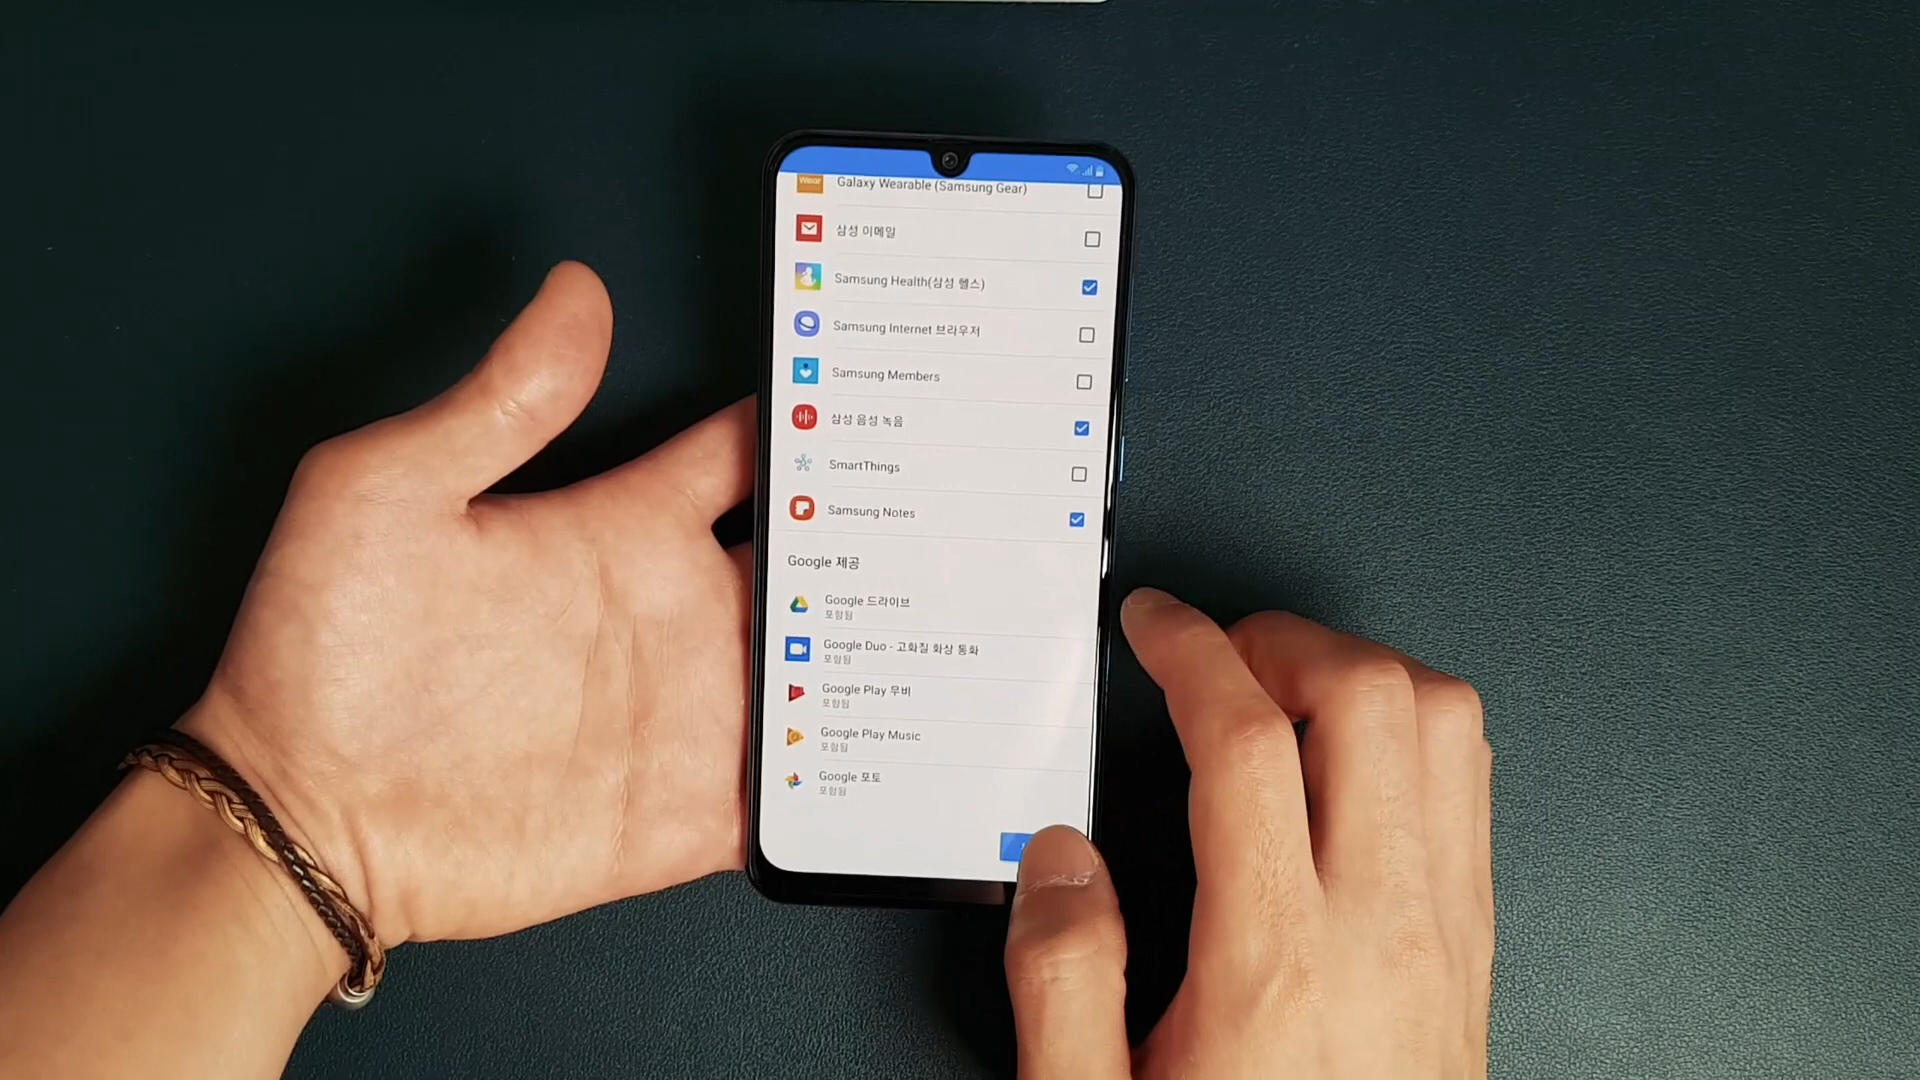 Wear
Galaxy Wearable (Samsung Gear)
삼성 이메일
Samsung Health(삼성 헬스)
Samsung Internet 브라우저
Samsung Members
삼성 음성 녹음
SmartThings
Samsung Notes
Google 제공
Google 드라이브
포함됨
Google Duo - 고화질 화상 통화
포함됨
Google Play 무비
포함됨
Google Play Music
포함됨
Google 포토
포함됨